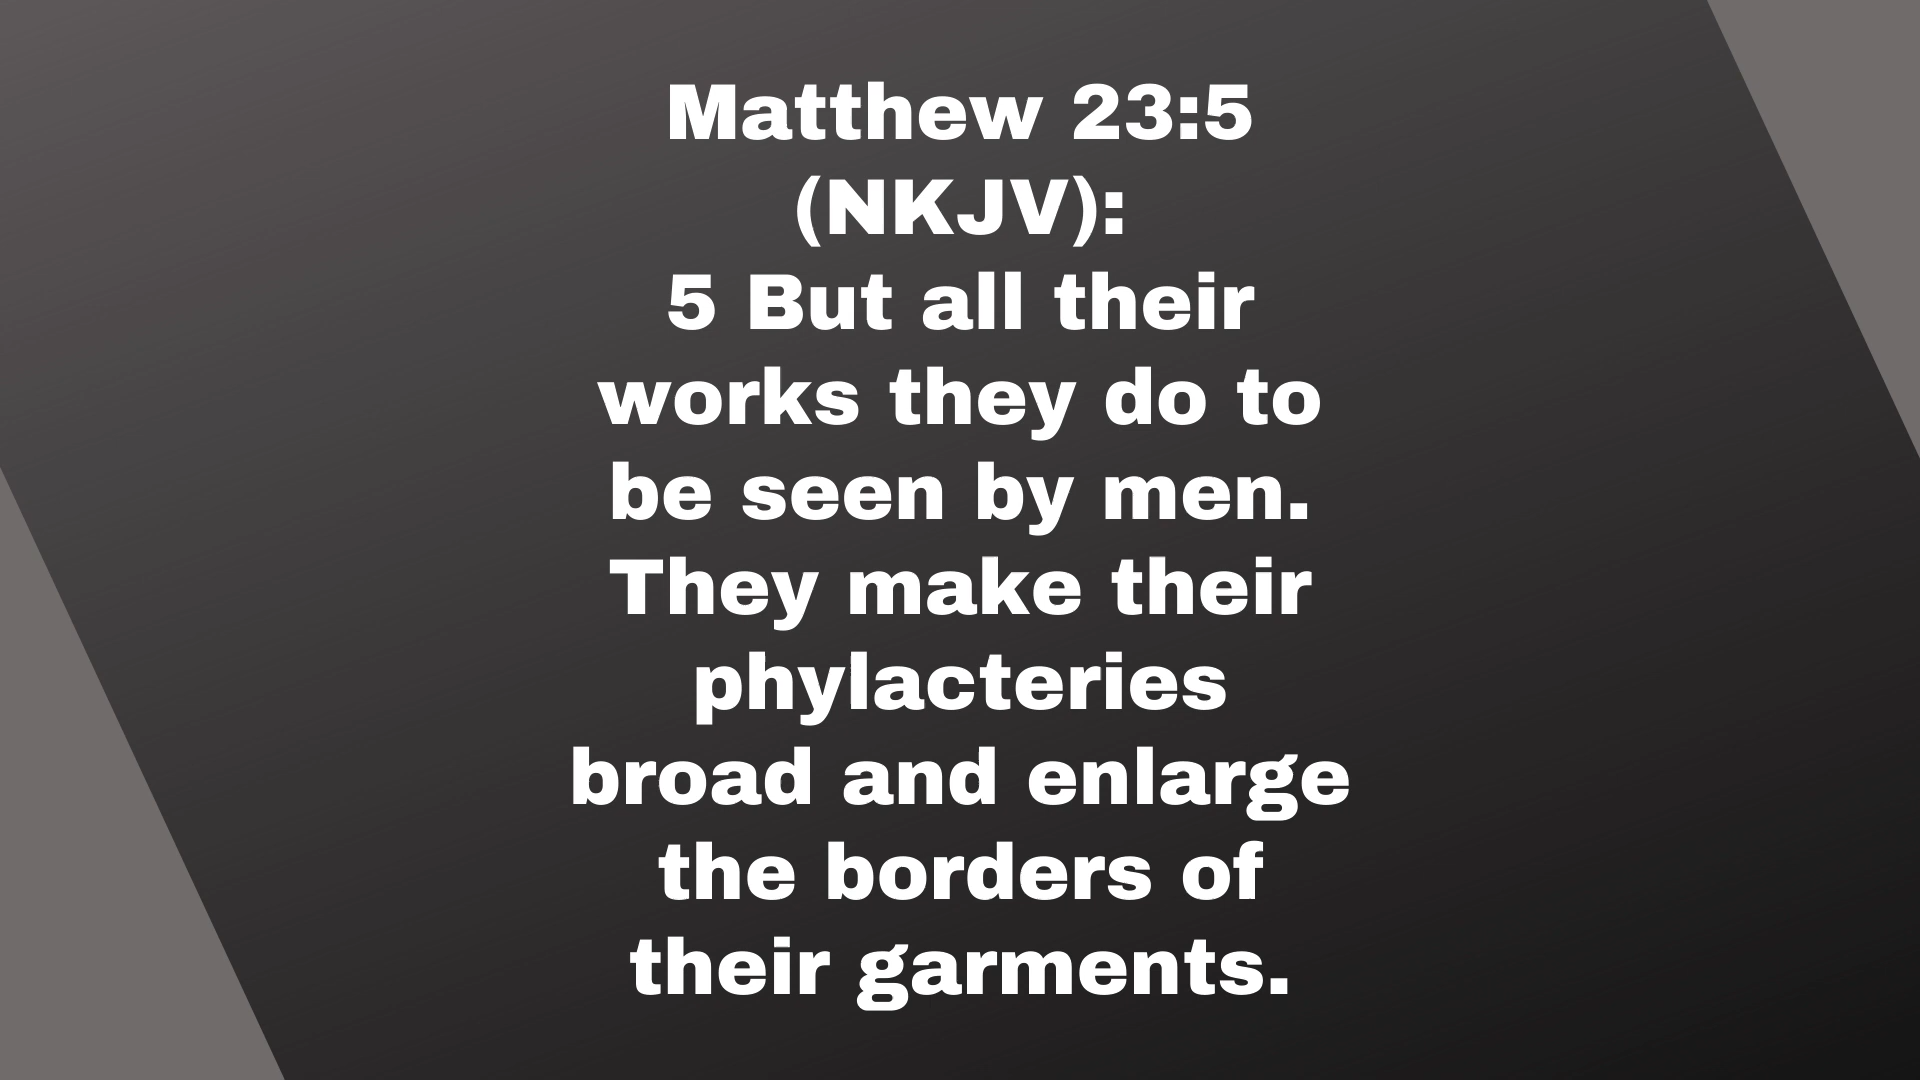 Matthew 23:5
(NKJV):
5 But all their
works they do to
be seen by men.
They make their
phylacteries
broad and enlarge
the borders of
their garments.